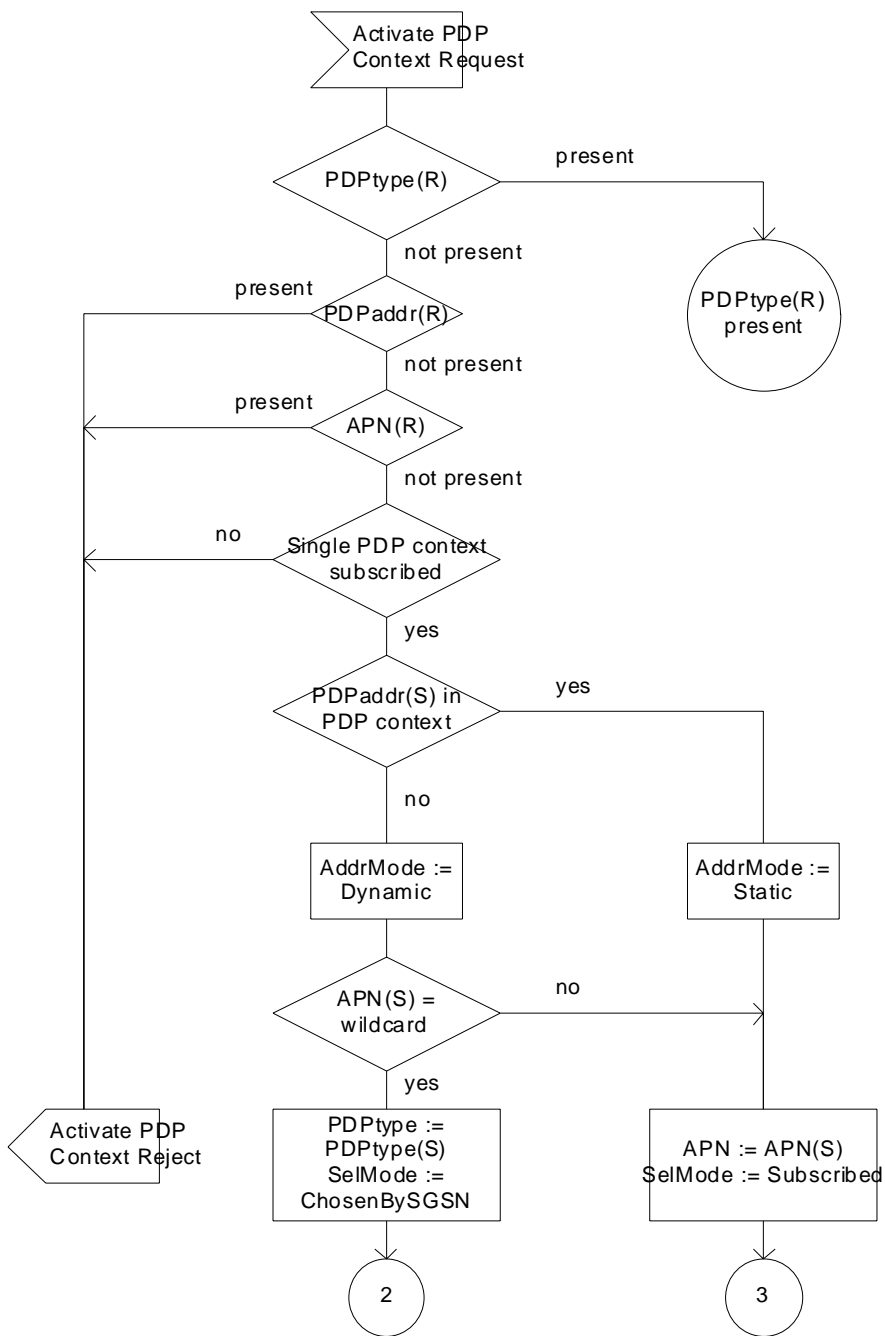 Activate PDP
Context Request
PDPtype(R)
present
not present
PDPtype(R)
present
present
PDPaddr(R)
not present
present
APN(R)
not present
no
Single PDP context
subscribed
yes
PDPaddr(S) in
PDP context
yes
no
AddrMode :=
Dynamic
AddrMode :=
Static
APN(S) =
wildcard
no
yes
Activate PDP
Context Reject
PDPtype :=
PDPtype(S)
SelMode :=
ChosenBySGSN
APN := APN(S)
SelMode := Subscribed
2
3